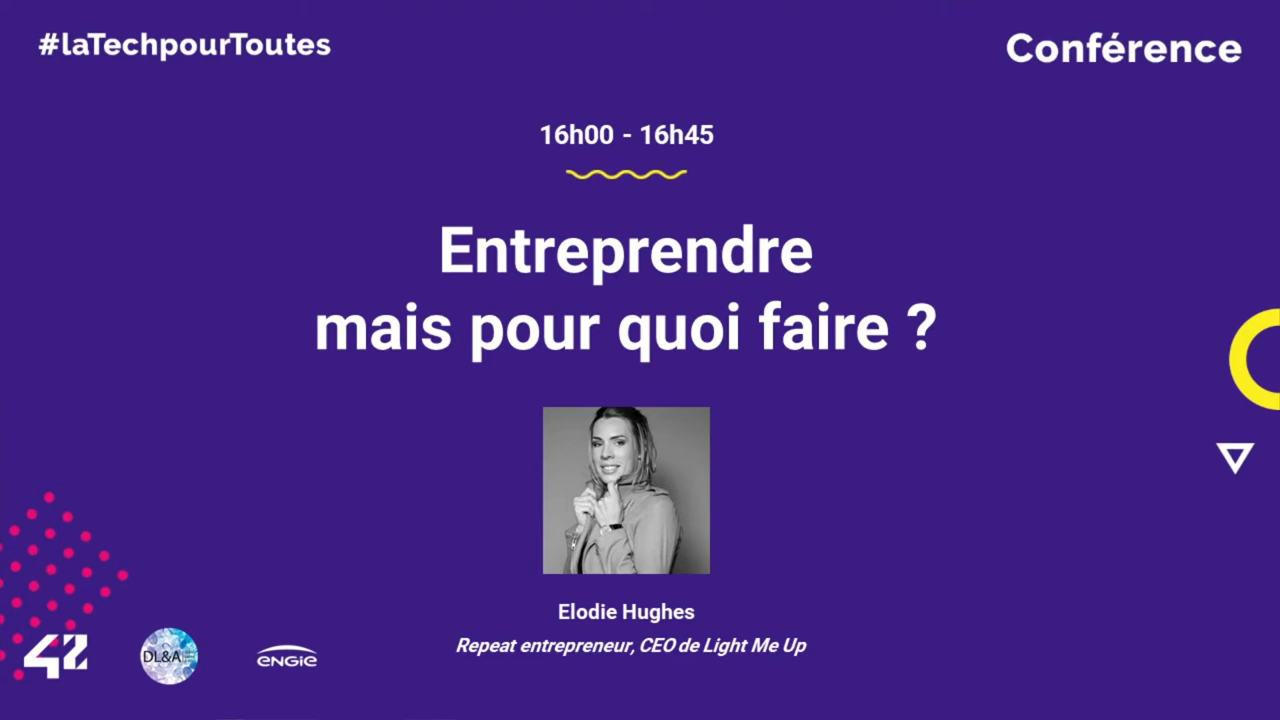 #laTechpourToutes
Conférence
16h00 - 16h45
Entreprendre
mais pour quoi faire ?
Elodie Hughes
Repeat entrepreneur, CEO de Light Me Up
42
DL&A
ENGIE